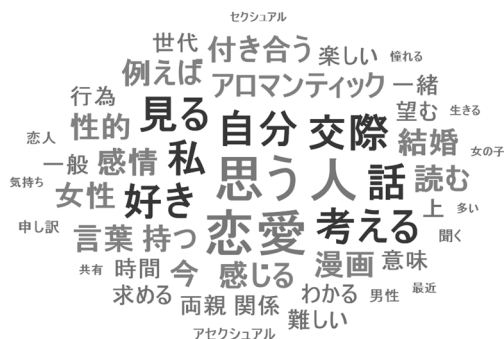 セクシュアル
世代 付き合う 楽しい 憧れる
例えば アロマンティック 一緒
行為 見る 自分 交際 望む 生きる
性的 結婚 女の子
恋人 一般 感情 私 思う 人 話 読む
気持ち 女性 好き 上 多い
申し訳 言葉 持つ 恋愛 考える 聞く
共有 時間 今 感じる 漫画 意味
求める 両親 関係 わかる 男性 最近
難しい
アセクシュアル